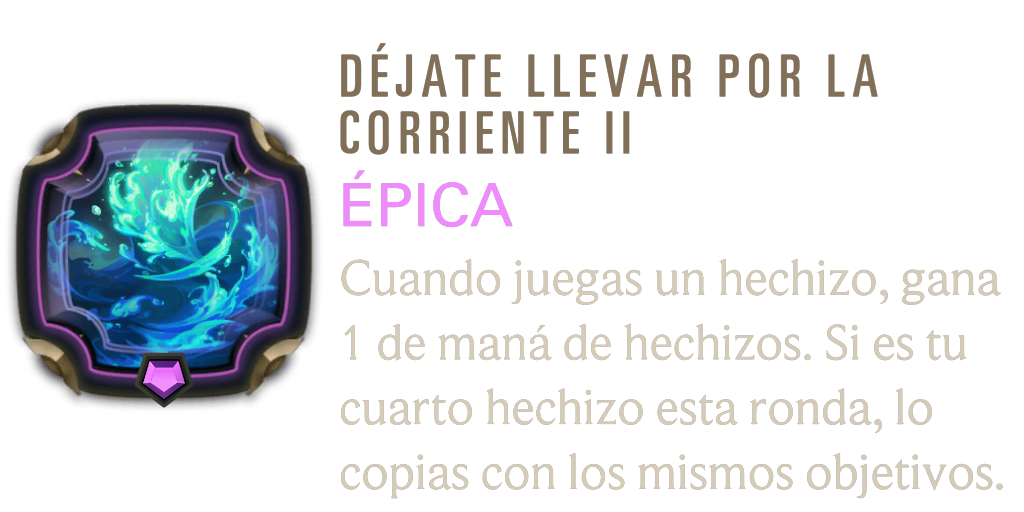 DÉJATE LLEVAR POR LA
CORRIENTE II
ÉPICA
Cuando juegas un hechizo, gana
1 de maná de hechizos. Si es tu
cuarto hechizo esta ronda, lo
copias con los mismos objetivos.